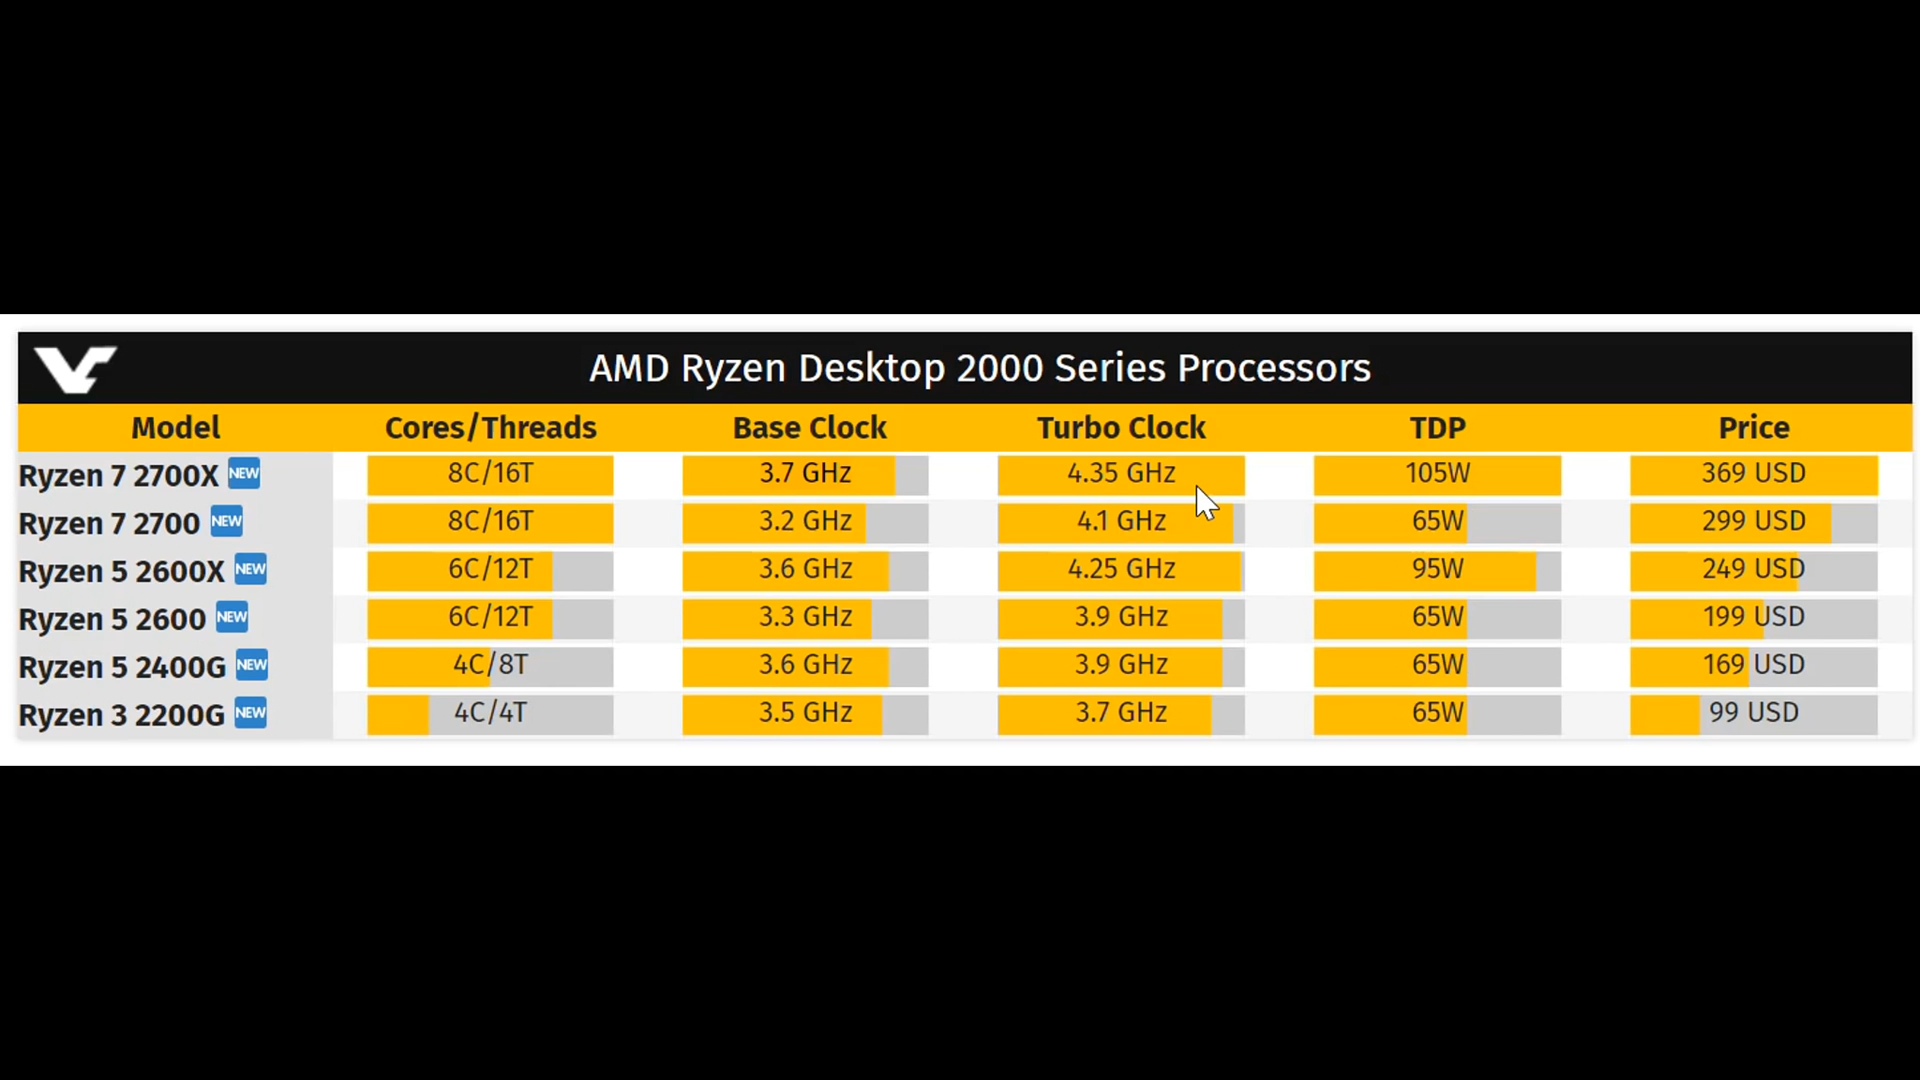 AMD Ryzen Desktop 2000 Series Processors
Model Cores/Threads Base Clock Turbo Clock TDP Price
Ryzen 7 2700X NEW 8C/16T 3.7 GHz 4.35 GHz 105W 369 USD
Ryzen 7 2700 NEW 8C/16T 3.2 GHz 4.1 GHz 65W 299 USD
Ryzen 5 2600X NEW 6C/12T 3.6 GHz 4.25 GHz 95W 249 USD
Ryzen 5 2600 NEW 6C/12T 3.3 GHz 3.9 GHz 65W 199 USD
Ryzen 5 2400G NEW 4C/8T 3.6 GHz 3.9 GHz 65W 169 USD
Ryzen 3 2200G NEW 4C/4T 3.5 GHz 3.7 GHz 65W 99 USD